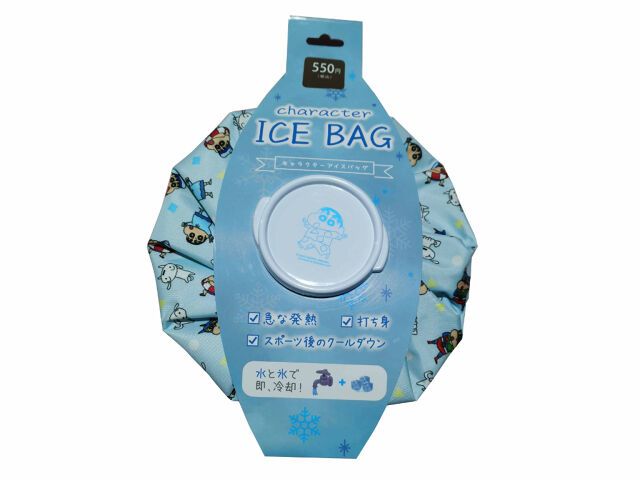 550円
(税込)
character
ICE BAG
キャラクターアイスバッグ
急な発熱
打ち身
スポーツ後のクールダウン
水と氷で
即、冷却!
+